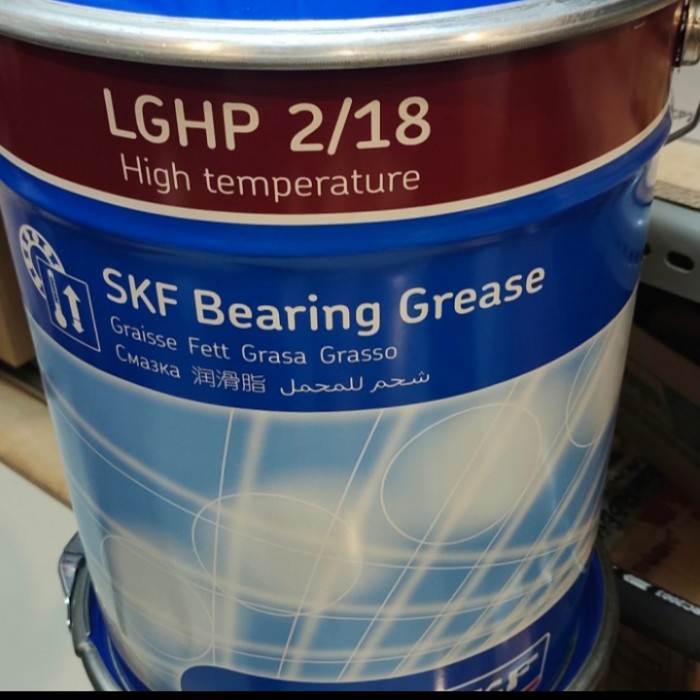 LGHP 2/18
High temperature
SKF Bearing Grease
Graisse Fett Grasa Grasso
Смазка 润滑脂 شحم للمحمل